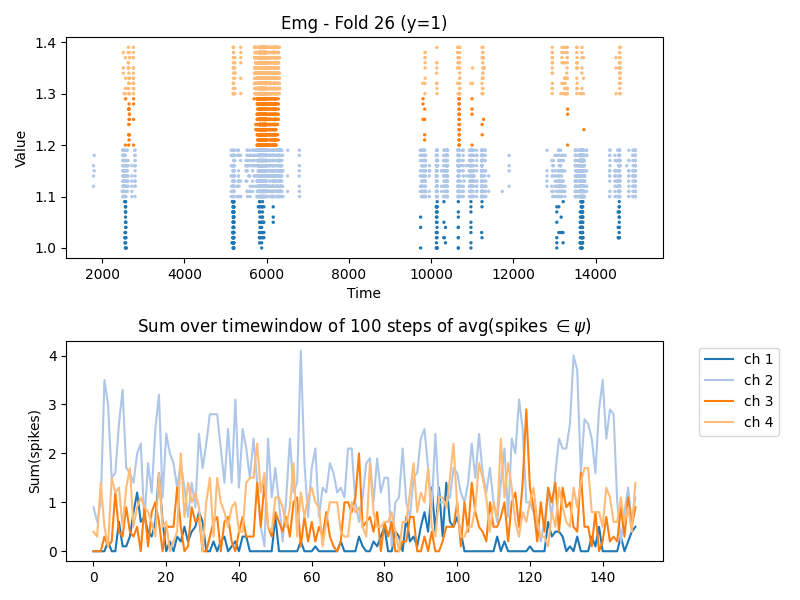 Emg - Fold 26 (y=1)
1.4
1.3
1.2
1.1
1.0
Value
2000 4000 6000 8000 10000 12000 14000
Time
Sum over timewindow of 100 steps of avg(spikes ∈ ψ)
4
3
2
1
0
Sum(spikes)
0 20 40 60 80 100 120 140
ch 1
ch 2
ch 3
ch 4